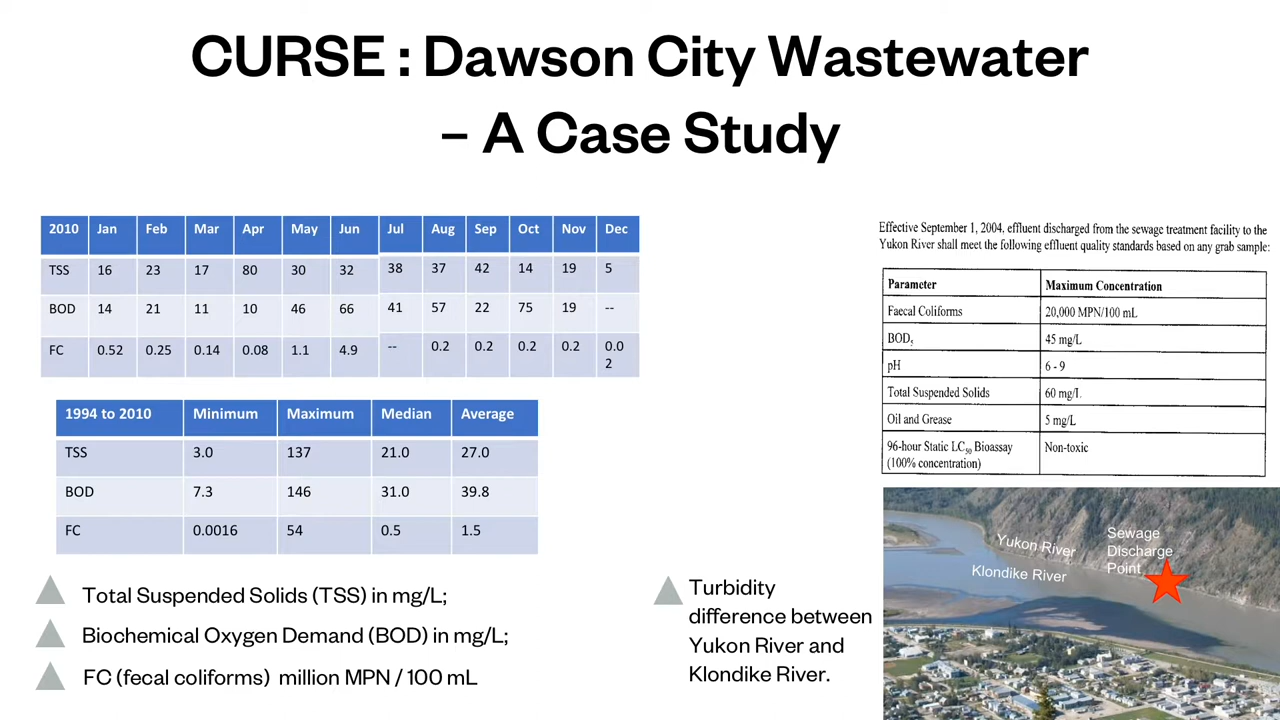 CURSE : Dawson City Wastewater
– A Case Study
2010 Jan Feb Mar Apr May Jun Jul Aug Sep Oct Nov Dec
TSS 16 23 17 80 30 32 38 37 42 14 19 5
BOD 14 21 11 10 46 66 41 57 22 75 19 --
FC 0.52 0.25 0.14 0.08 1.1 4.9 -- 0.2 0.2 0.2 0.2 0.0
2
1994 to 2010 Minimum Maximum Median Average
TSS 3.0 137 21.0 27.0
BOD 7.3 146 31.0 39.8
FC 0.0016 54 0.5 1.5
Total Suspended Solids (TSS) in mg/L;
Biochemical Oxygen Demand (BOD) in mg/L;
FC (fecal coliforms) million MPN / 100 mL
Turbidity
difference between
Yukon River and
Klondike River.
Effective September 1, 2004, effluent discharged from the sewage treatment facility to the
Yukon River shall meet the following effluent quality standards based on any grab sample:
Parameter Maximum Concentration
Faecal Coliforms 20,000 MPN/100 mL
BOD5 45 mg/L
pH 6 - 9
Total Suspended Solids 60 mg/L
Oil and Grease 5 mg/L
96-hour Static LC50 Bioassay Non-toxic
(100% concentration)
Yukon River
Klondike River
Sewage
Discharge
Point